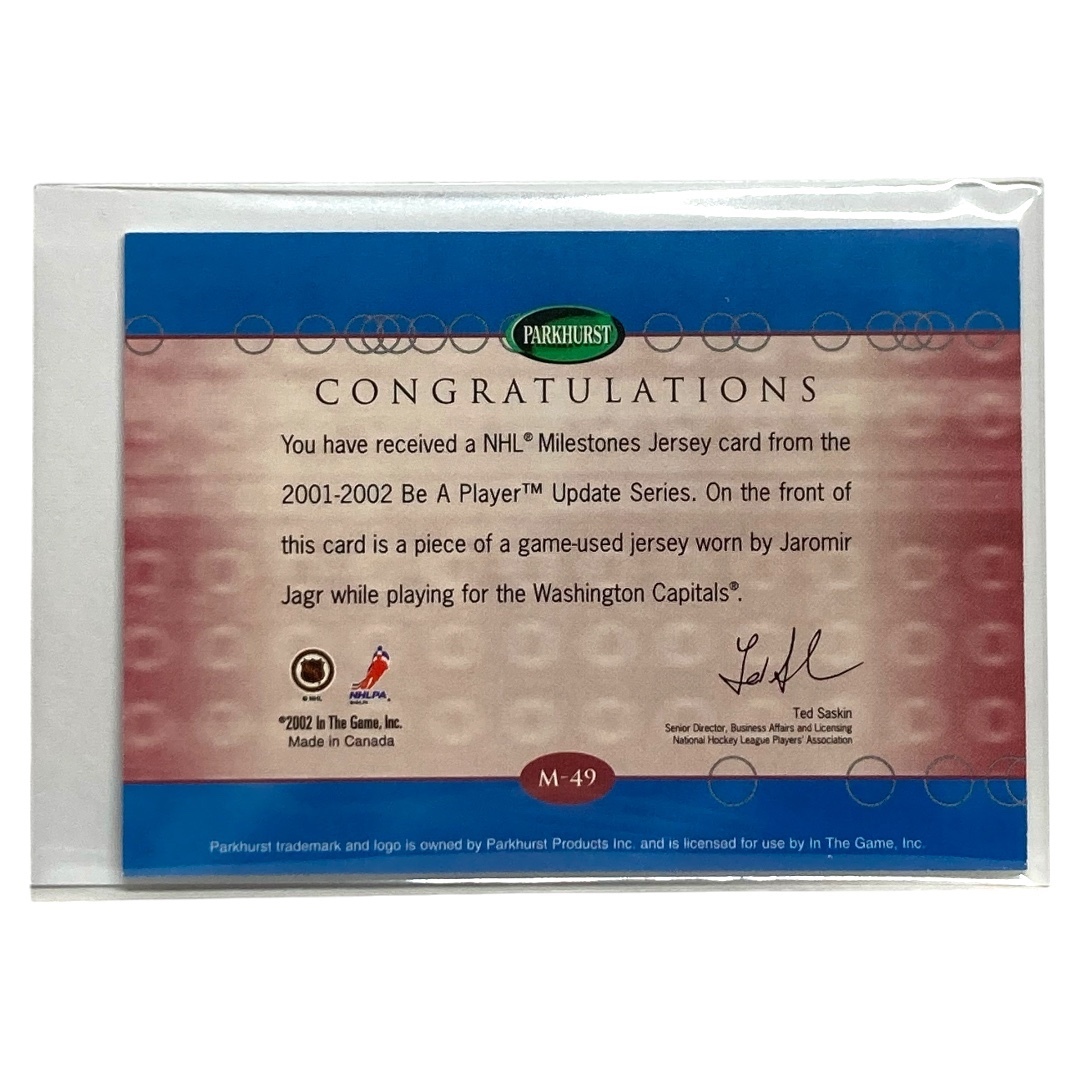 PARKHURST
CONGRATULATIONS
You have received a NHL® Milestones Jersey card from the
2001-2002 Be A Player™ Update Series. On the front of
this card is a piece of a game-used jersey worn by Jaromir
Jagr while playing for the Washington Capitals®.
© NHL
NHLPA
©2002 In The Game, Inc.
Made in Canada
Ted Saskin
Senior Director, Business Affairs and Licensing
National Hockey League Players' Association
M-49
Parkhurst trademark and logo is owned by Parkhurst Products Inc. and is licensed for use by In The Game, Inc.